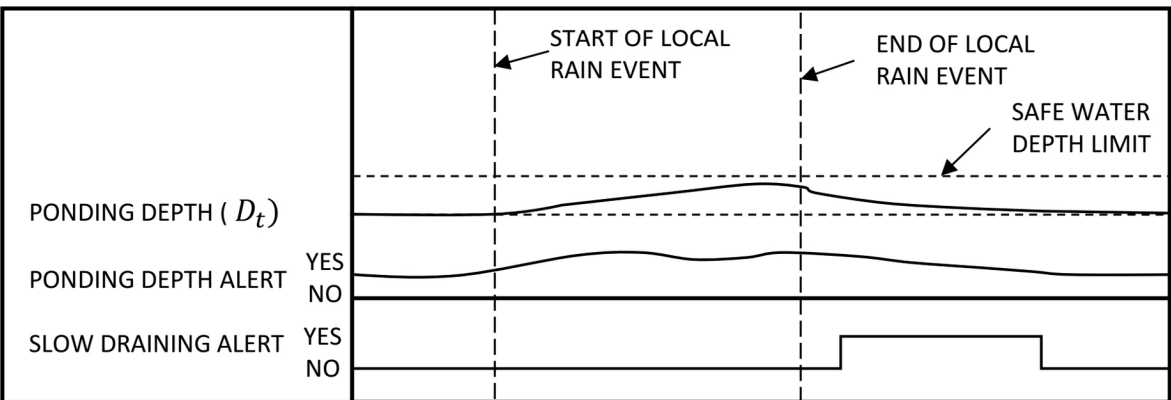 START OF LOCAL
RAIN EVENT
END OF LOCAL
RAIN EVENT
SAFE WATER
DEPTH LIMIT
PONDING DEPTH ( D_t)
PONDING DEPTH ALERT
YES
NO
SLOW DRAINING ALERT
YES
NO